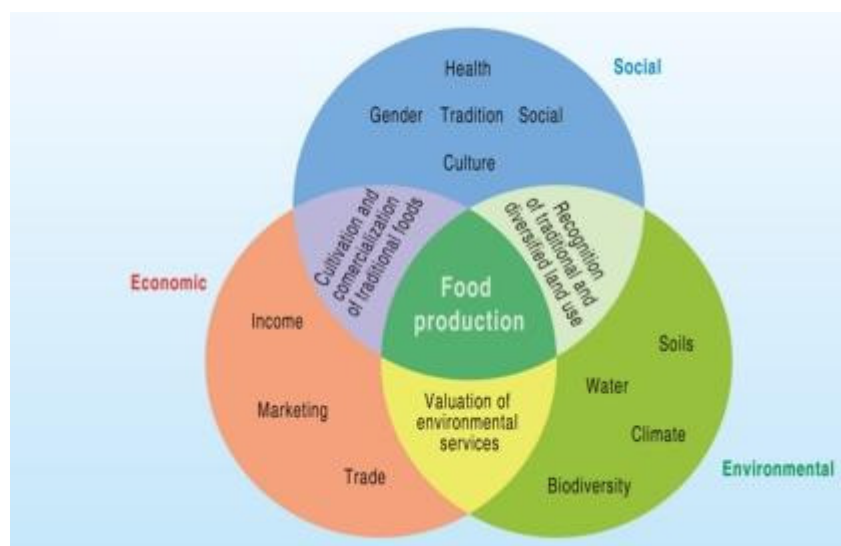 Health
Social
Gender Tradition Social
Culture
Cultivation and
comercialization
of traditional foods
Recognition
of traditional and
diversified land use
Economic
Food
production
Income
Soils
Water
Marketing
Valuation of
environmental
services
Climate
Trade
Biodiversity
Environmental